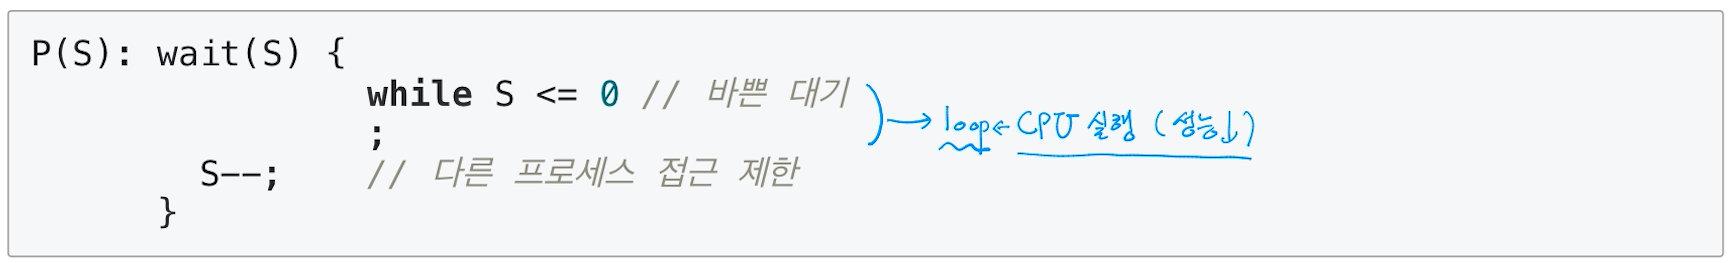 P(S): wait(S) {
while S <= 0 // 바쁜 대기
;
→ loop ← CPU 실행 (성능↓)
S--; // 다른 프로세스 접근 제한
}